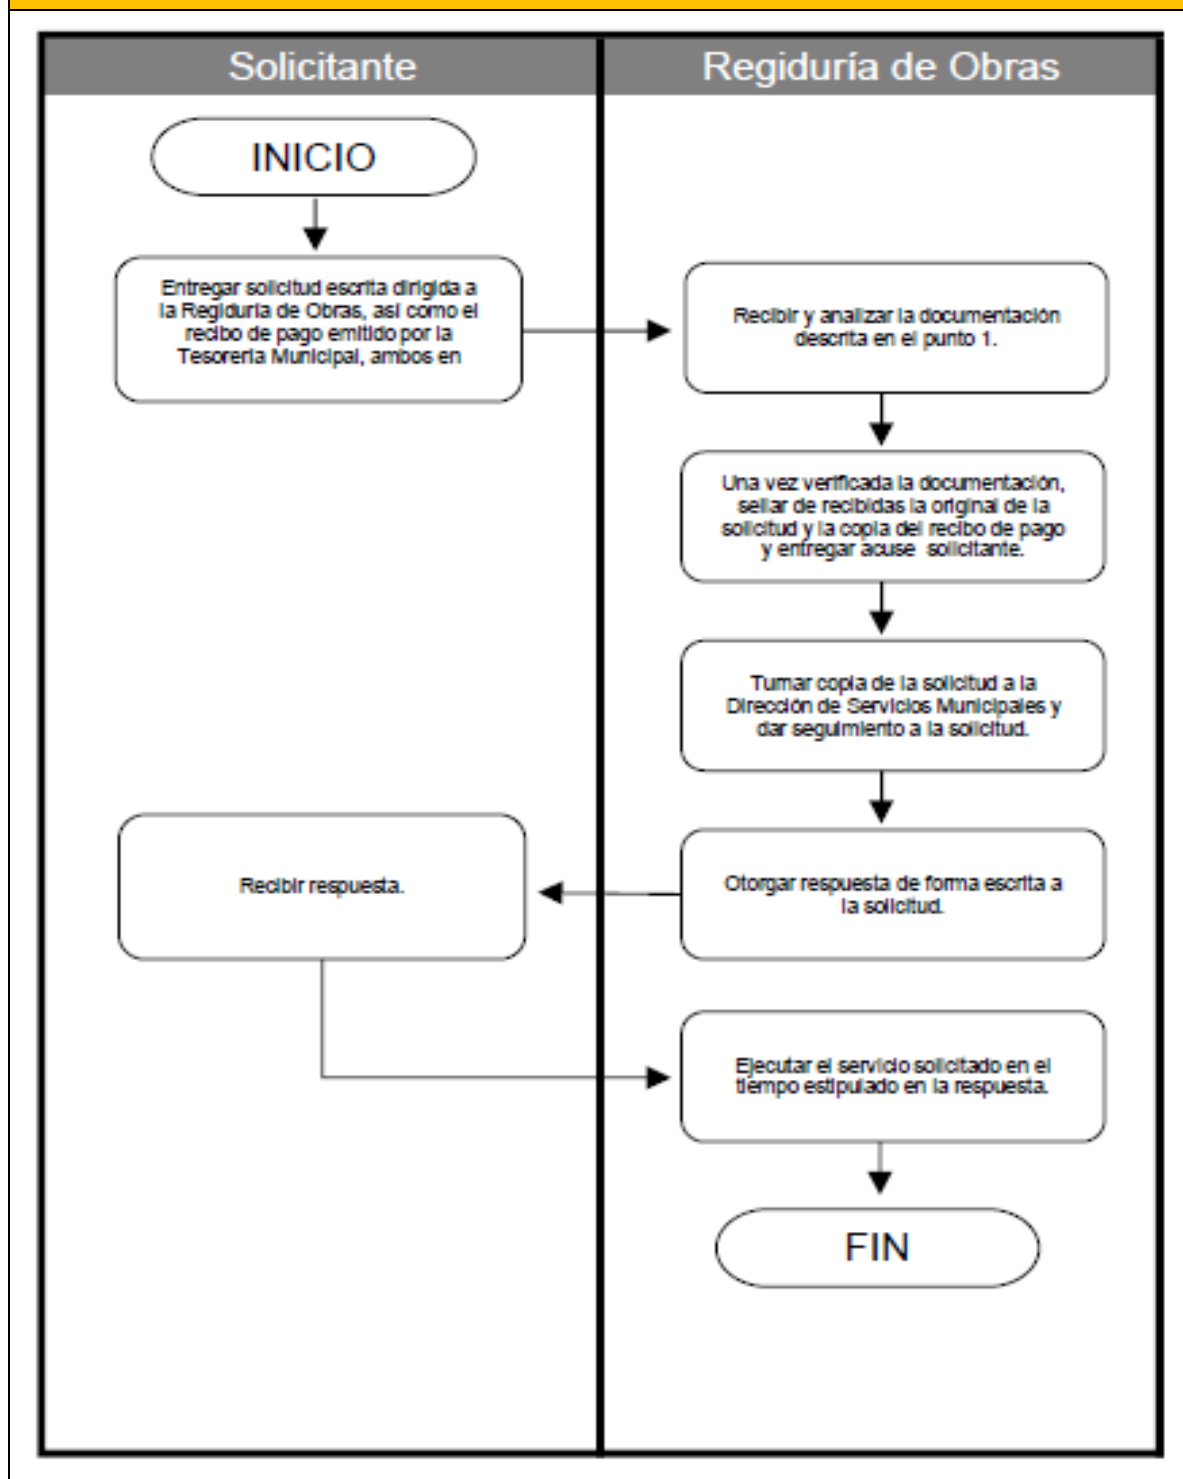 Solicitante
Regiduría de Obras
INICIO
Entregar solicitud escrita dirigida a
la Regiduria de Obras, asi como el
recibo de pago emitido por la
Tesorería Municipal, ambos en
Recibir y analizar la documentación
descrita en el punto 1.
Una vez verificada la documentación,
sellar de recibidas la original de la
solicitud y la copia del recibo de pago
y entregar acuse solicitante.
Turnar copia de la solicitud a la
Dirección de Servicios Municipales y
dar seguimiento a la solicitud.
Otorgar respuesta de forma escrita a
la solicitud.
Recibir respuesta.
Ejecutar el servicio solicitado en el
tiempo estipulado en la respuesta.
FIN